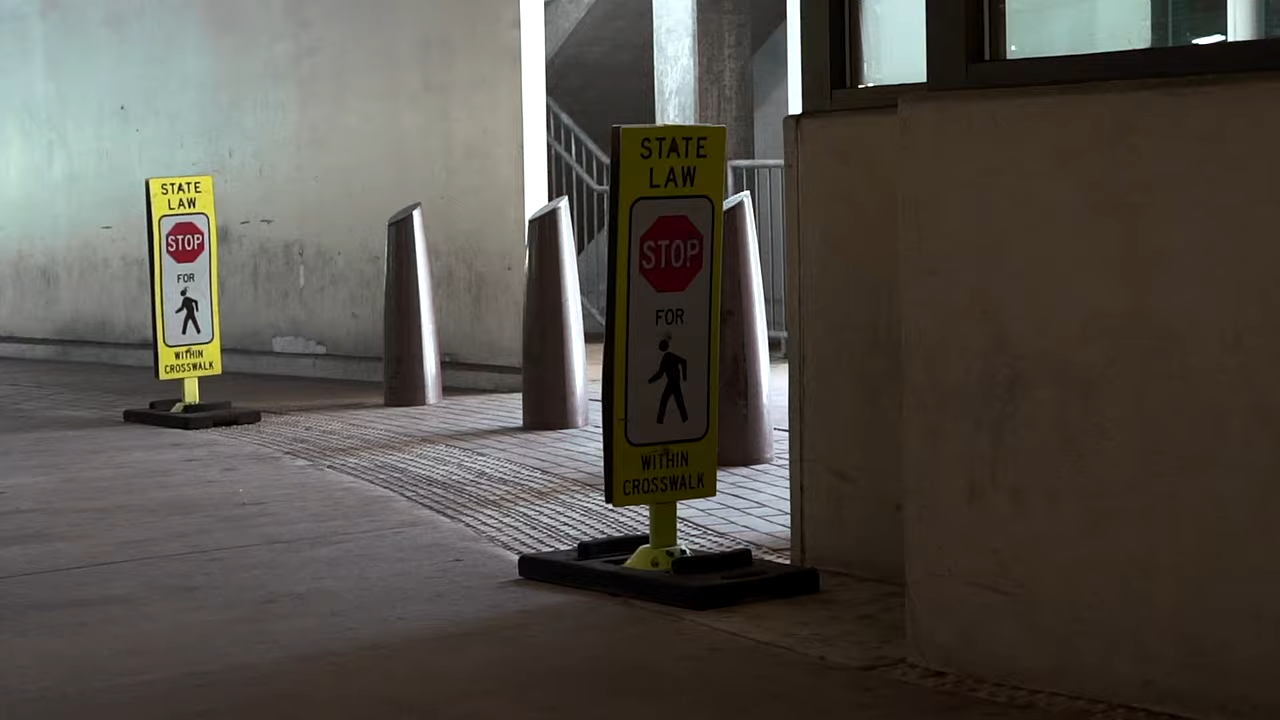 STATE
LAW
STOP
FOR
WITHIN
CROSSWALK
STATE
LAW
STOP
FOR
WITHIN
CROSSWALK